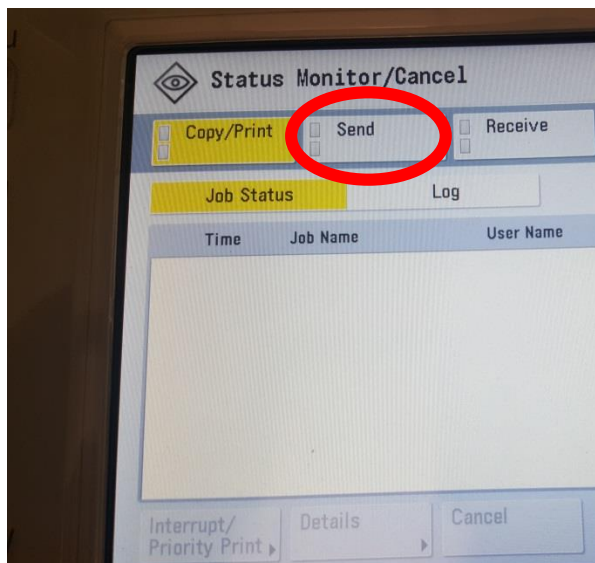 Status Monitor/Cancel
Copy/Print Send Receive
Job Status Log
Time Job Name User Name
Interrupt/ Details Cancel
Priority Print